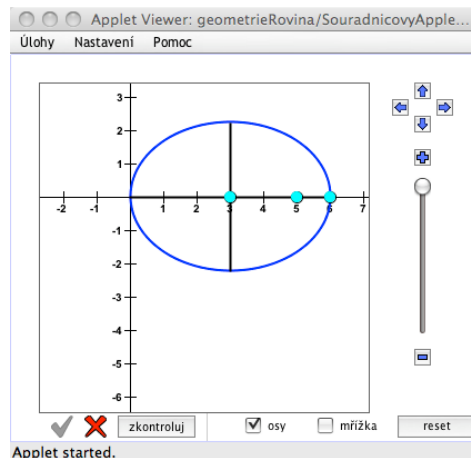 Applet Viewer: geometrieRovina/SouradnicovyApple...
Úlohy Nastavení Pomoc
3
2
1
-2 -1 1 2 3 4 5 6 7
-1
-2
-3
-4
-5
-6
zkontroluj osy mřížka reset
Applet started.